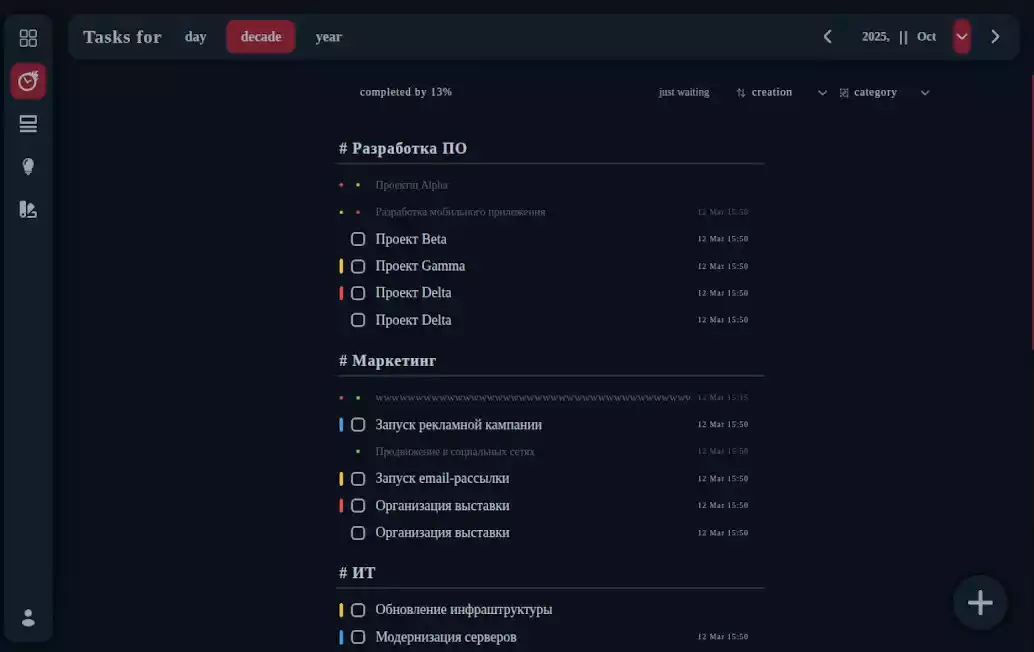 Tasks for day decade year 2025, || Oct
completed by 13% just waiting creation category
# Разработка ПО
Проектш Alpha
Разработка мобильного приложения 12 Mar 15:50
Проект Beta 12 Mar 15:50
Проект Gamma 12 Mar 15:50
Проект Delta 12 Mar 15:50
Проект Delta 12 Mar 15:50
# Маркетинг
12 Mar 15:15
Запуск рекламной кампании 12 Mar 15:50
Продвижение в социальных сетях 12 Mar 15:50
Запуск email-рассылки 12 Mar 15:50
Организация выставки 12 Mar 15:50
Организация выставки 12 Mar 15:50
# ИТ
Обновление инфраштруктуры
Модернизация серверов 12 Mar 15:50